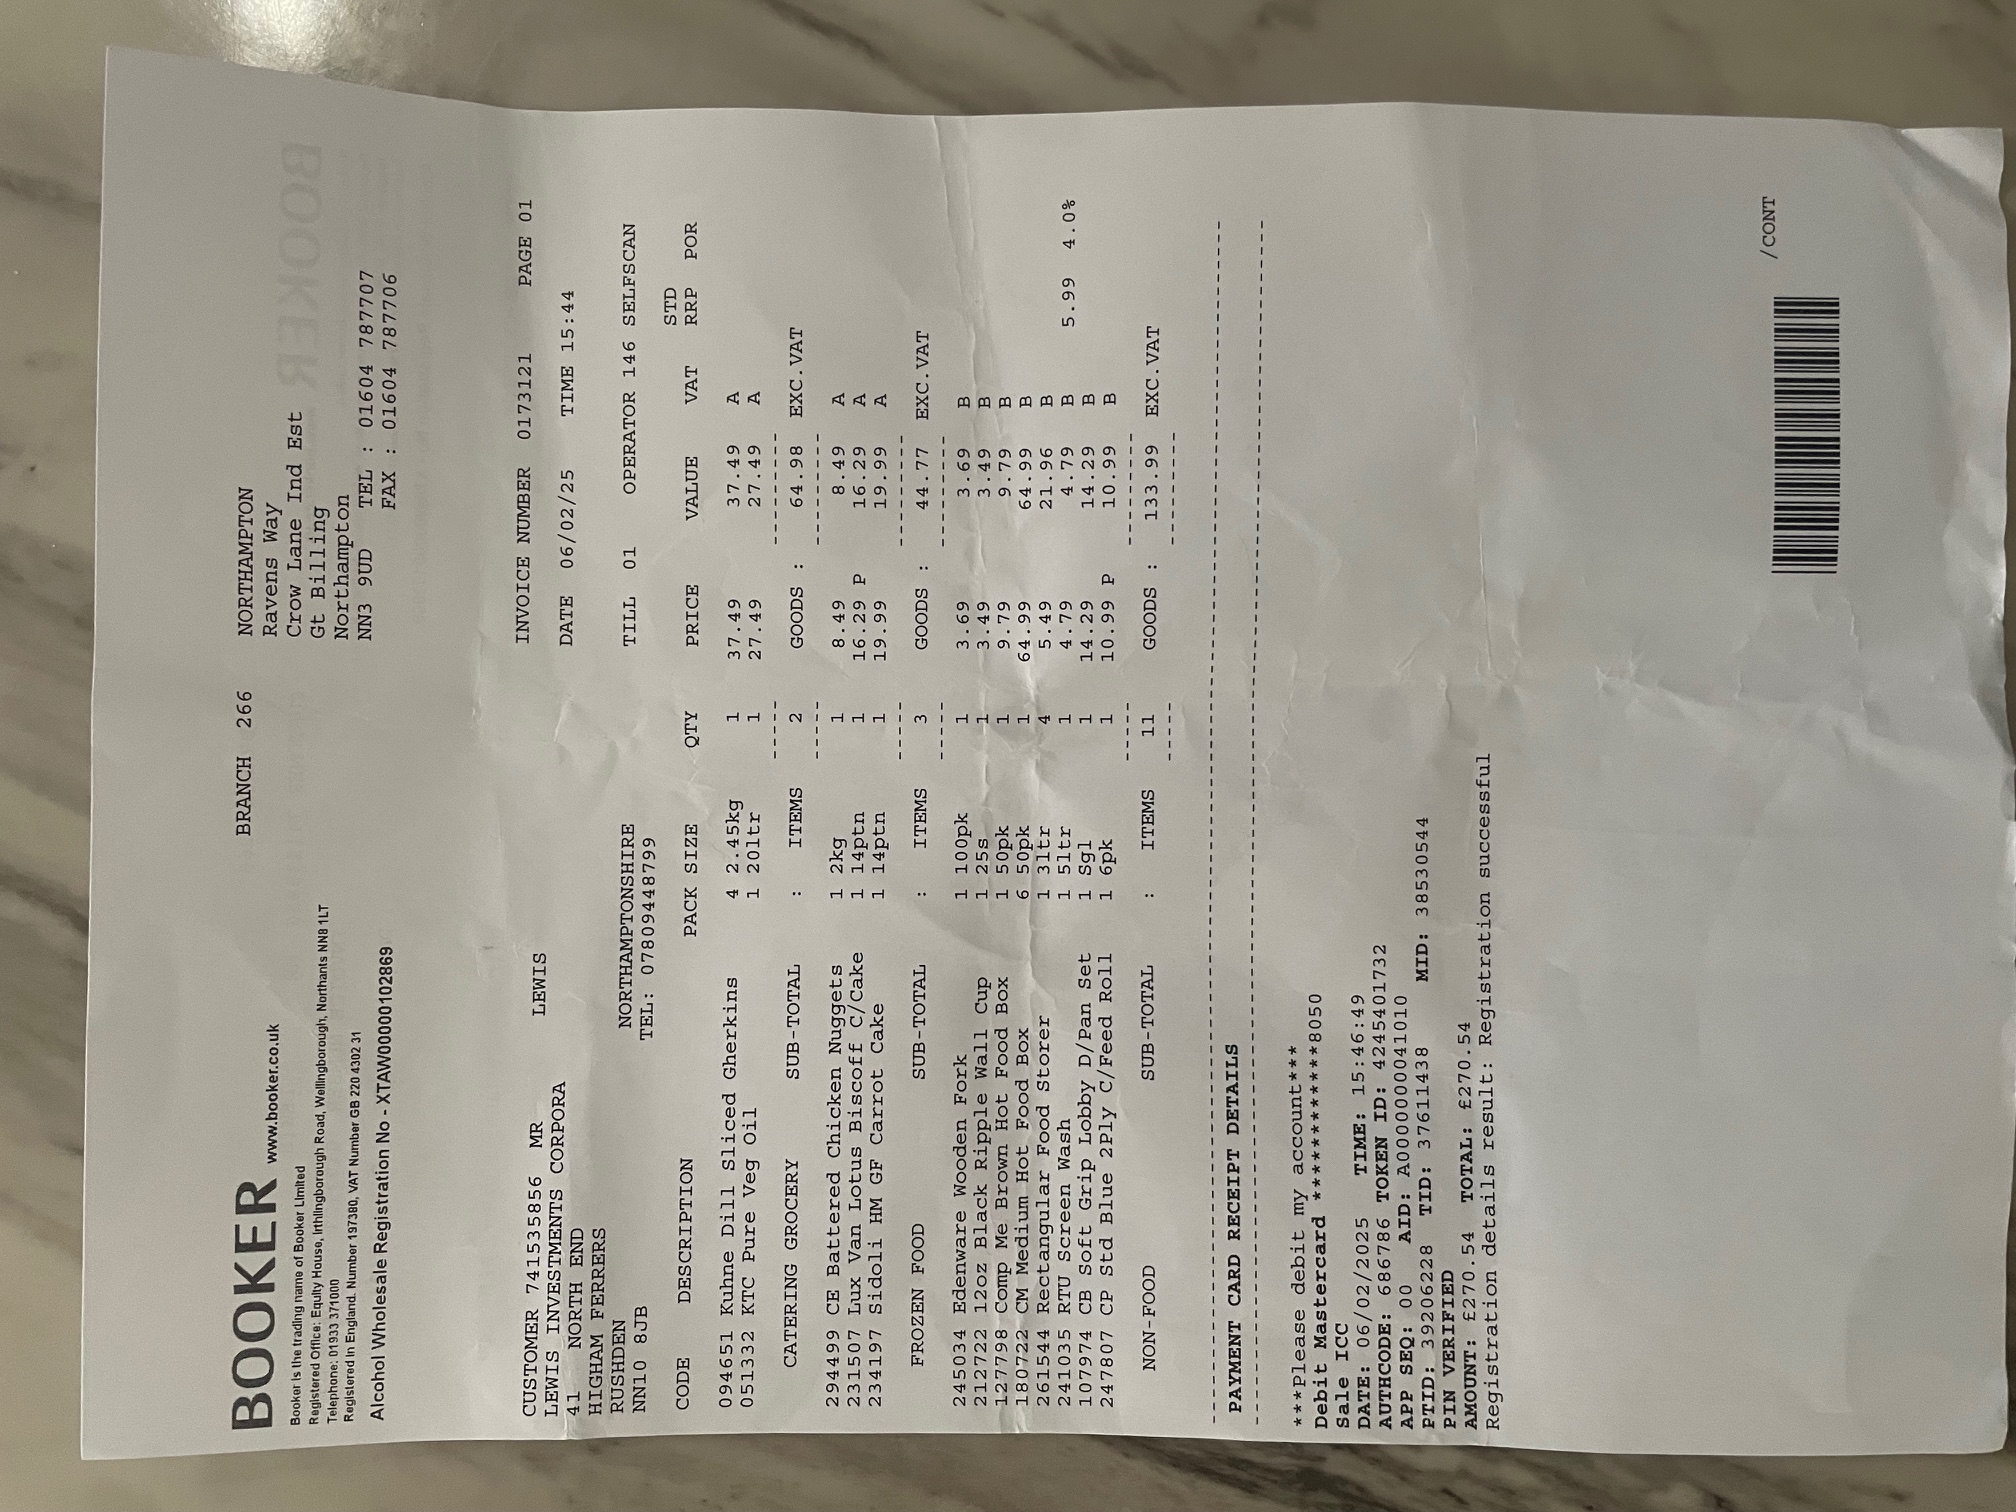 BOOKER www.booker.co.uk
Booker is the trading name of Booker Limited
Registered Office: Equity House, Irthlingborough Road, Wellingborough, Northants NN8 1LT
Telephone: 01933 371000
Registered in England. Number 197380, VAT Number GB 220 4302 31
Alcohol Wholesale Registration No - XTAW00000102869
BRANCH 266 NORTHAMPTON
Ravens Way
Crow Lane Ind Est
Gt Billing
Northampton
NN3 9UD TEL : 01604 787707
FAX : 01604 787706
CUSTOMER 741535856 MR LEWIS
LEWIS INVESTMENTS CORPORA
41 NORTH END
HIGHAM FERRERS
RUSHDEN NORTHAMPTONSHIRE
NN10 8JB TEL: 07809448799
INVOICE NUMBER 0173121 PAGE 01
DATE 06/02/25 TIME 15:44
TILL 01 OPERATOR 146 SELFSCAN
CODE DESCRIPTION PACK SIZE QTY PRICE VALUE VAT STD RRP POR
094651 Kuhne Dill Sliced Gherkins 4 2.45kg 1 37.49 37.49 A
051332 KTC Pure Veg Oil 1 20ltr 1 27.49 27.49 A
CATERING GROCERY SUB-TOTAL : ITEMS 2 GOODS : 64.98 EXC.VAT
294499 CE Battered Chicken Nuggets 1 2kg 1 8.49 8.49 A
231507 Lux Van Lotus Biscoff C/Cake 1 14ptn 1 16.29 P 16.29 A
234197 Sidoli HM GF Carrot Cake 1 14ptn 1 19.99 19.99 A
FROZEN FOOD SUB-TOTAL : ITEMS 3 GOODS : 44.77 EXC.VAT
245034 Edenware Wooden Fork 1 100pk 1 3.69 3.69 B
212722 12oz Black Ripple Wall Cup 1 25s 1 3.49 3.49 B
127798 Comp Me Brown Hot Food Box 1 50pk 1 9.79 9.79 B
180722 CM Medium Hot Food Box 6 50pk 1 64.99 64.99 B
261544 Rectangular Food Storer 1 3ltr 4 5.49 21.96 B
241035 RTU Screen Wash 1 5ltr 1 4.79 4.79 B 5.99 4.0%
107974 CB Soft Grip Lobby D/Pan Set 1 Sgl 1 14.29 14.29 B
247807 CP Std Blue 2Ply C/Feed Roll 1 6pk 1 10.99 P 10.99 B
NON-FOOD SUB-TOTAL : ITEMS 11 GOODS : 133.99 EXC.VAT
PAYMENT CARD RECEIPT DETAILS
***Please debit my account***
Debit Mastercard ************8050
Sale ICC
DATE: 06/02/2025 TIME: 15:46:49
AUTHCODE: 686786 TOKEN ID: 4245401732
APP SEQ: 00 AID: A0000000041010
PTID: 39206228 TID: 37611438 MID: 38530544
PIN VERIFIED
AMOUNT: £270.54 TOTAL: £270.54
Registration details result: Registration successful
/CONT